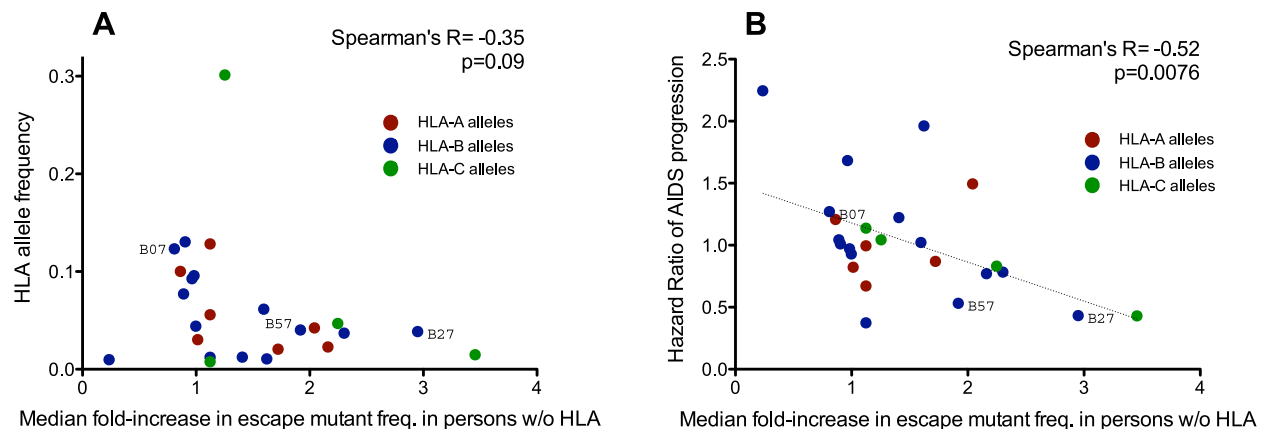 A
Spearman's R= -0.35
p=0.09
HLA-A alleles
HLA-B alleles
HLA-C alleles
HLA allele frequency
0.3
0.2
0.1
0.0
B07
B57
B27
0 1 2 3 4
Median fold-increase in escape mutant freq. in persons w/o HLA
B
Spearman's R= -0.52
p=0.0076
HLA-A alleles
HLA-B alleles
HLA-C alleles
Hazard Ratio of AIDS progression
2.5
2.0
1.5
1.0
0.5
0.0
B07
B57
B27
0 1 2 3 4
Median fold-increase in escape mutant freq. in persons w/o HLA